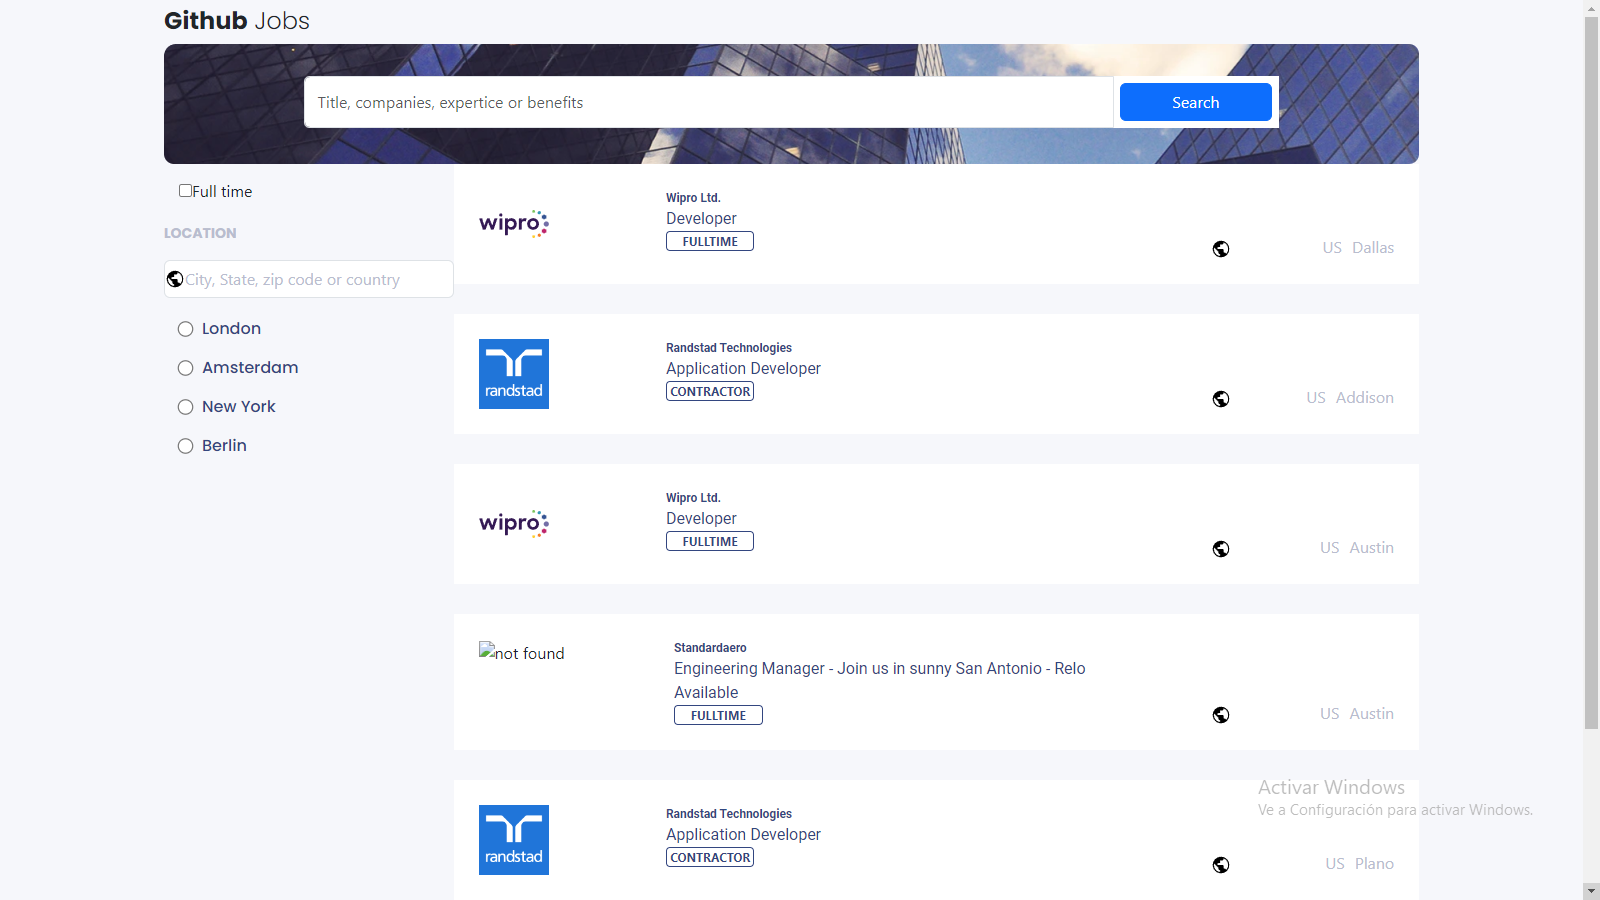 Github Jobs
Title, companies, expertice or benefits
Search
Full time
LOCATION
City, State, zip code or country
London
Amsterdam
New York
Berlin
wipro
Wipro Ltd.
Developer
FULLTIME
US Dallas
randstad
Randstad Technologies
Application Developer
CONTRACTOR
US Addison
wipro
Wipro Ltd.
Developer
FULLTIME
US Austin
not found
Standardaero
Engineering Manager - Join us in sunny San Antonio - Relo
Available
FULLTIME
US Austin
randstad
Randstad Technologies
Application Developer
CONTRACTOR
US Plano
Activar Windows
Ve a Configuración para activar Windows.